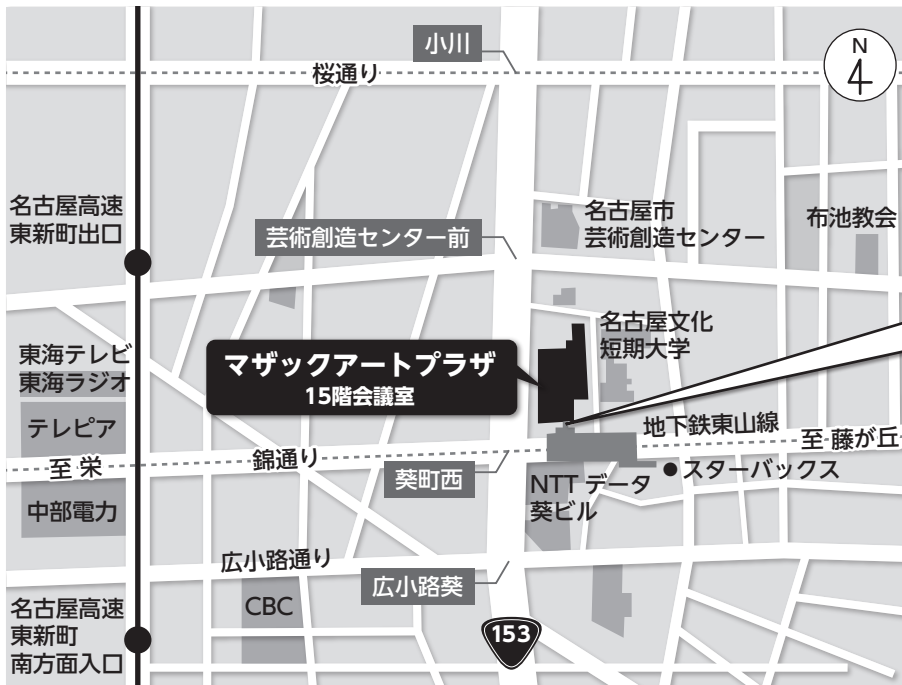 小川
N
桜通り
名古屋高速
東新町出口
芸術創造センター前
名古屋市
芸術創造センター
布池教会
東海テレビ
東海ラジオ
テレピア
マザックアートプラザ
15階会議室
名古屋文化
短期大学
地下鉄東山線
至 藤が丘
至 栄
錦通り
葵町西
スターバックス
NTT データ
葵ビル
中部電力
広小路通り
広小路葵
CBC
名古屋高速
東新町
南方面入口
153